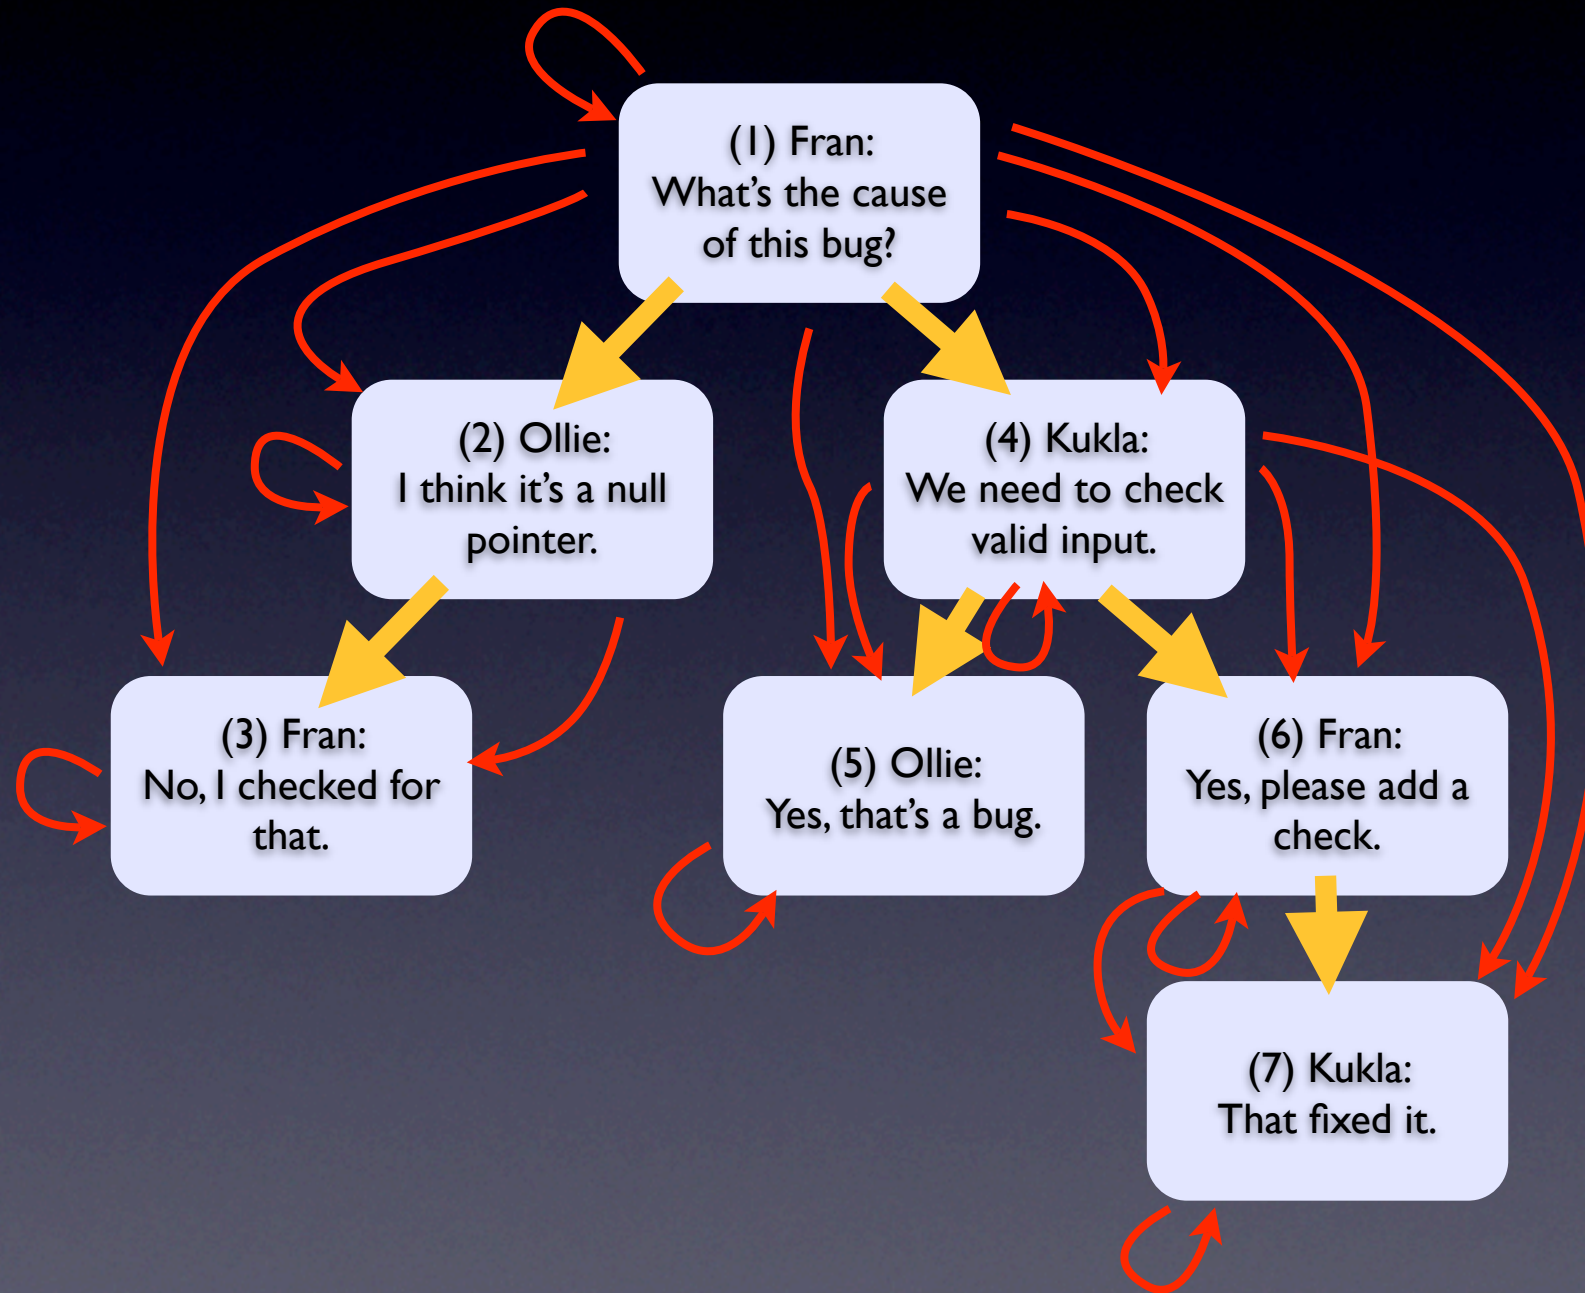 (1) Fran:
What’s the cause
of this bug?
(2) Ollie:
I think it’s a null
pointer.
(4) Kukla:
We need to check
valid input.
(3) Fran:
No, I checked for
that.
(5) Ollie:
Yes, that’s a bug.
(6) Fran:
Yes, please add a
check.
(7) Kukla:
That fixed it.